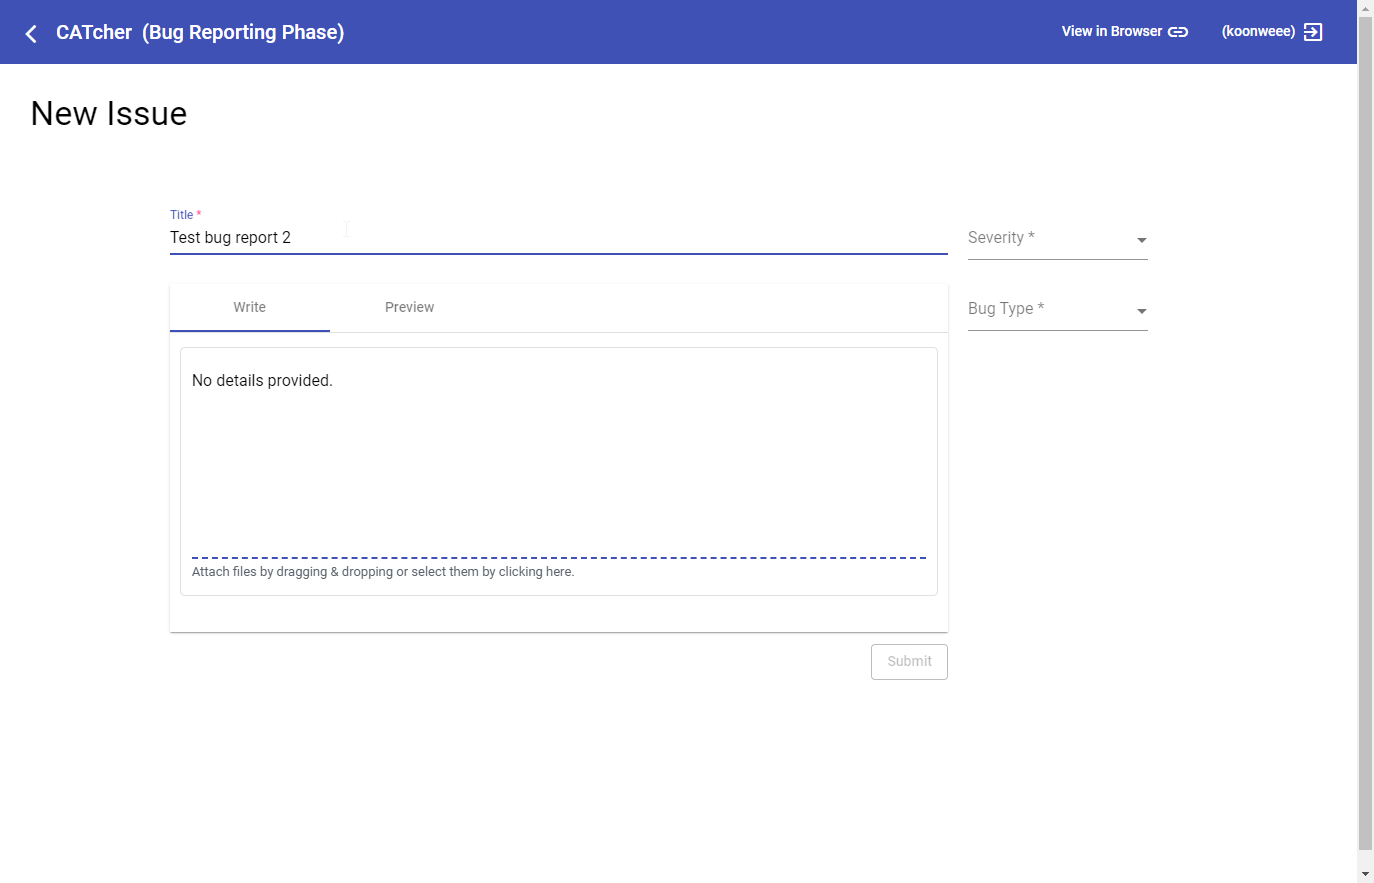 CATcher (Bug Reporting Phase)
View in Browser
(koonweee)
New Issue
Title *
Test bug report 2
Severity *
Write
Preview
Bug Type *
No details provided.
Attach files by dragging & dropping or select them by clicking here.
Submit